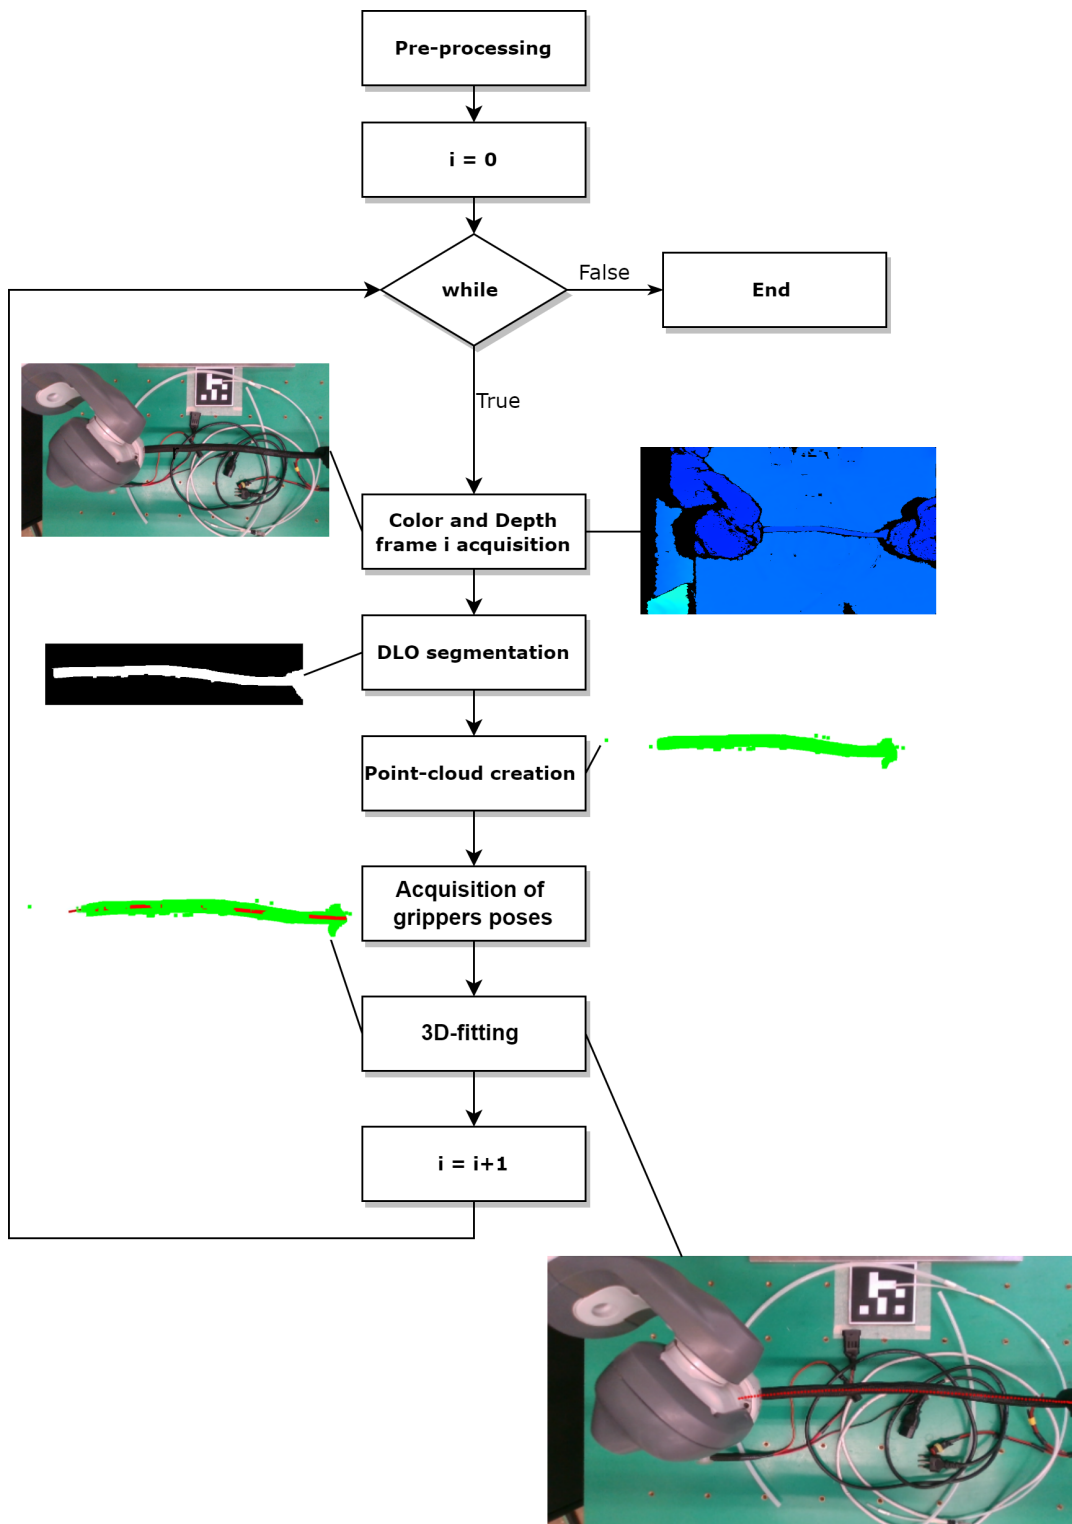 Pre-processing
i = 0
while
False
End
True
Color and Depth
frame i acquisition
DLO segmentation
Point-cloud creation
Acquisition of
grippers poses
3D-fitting
i = i+1